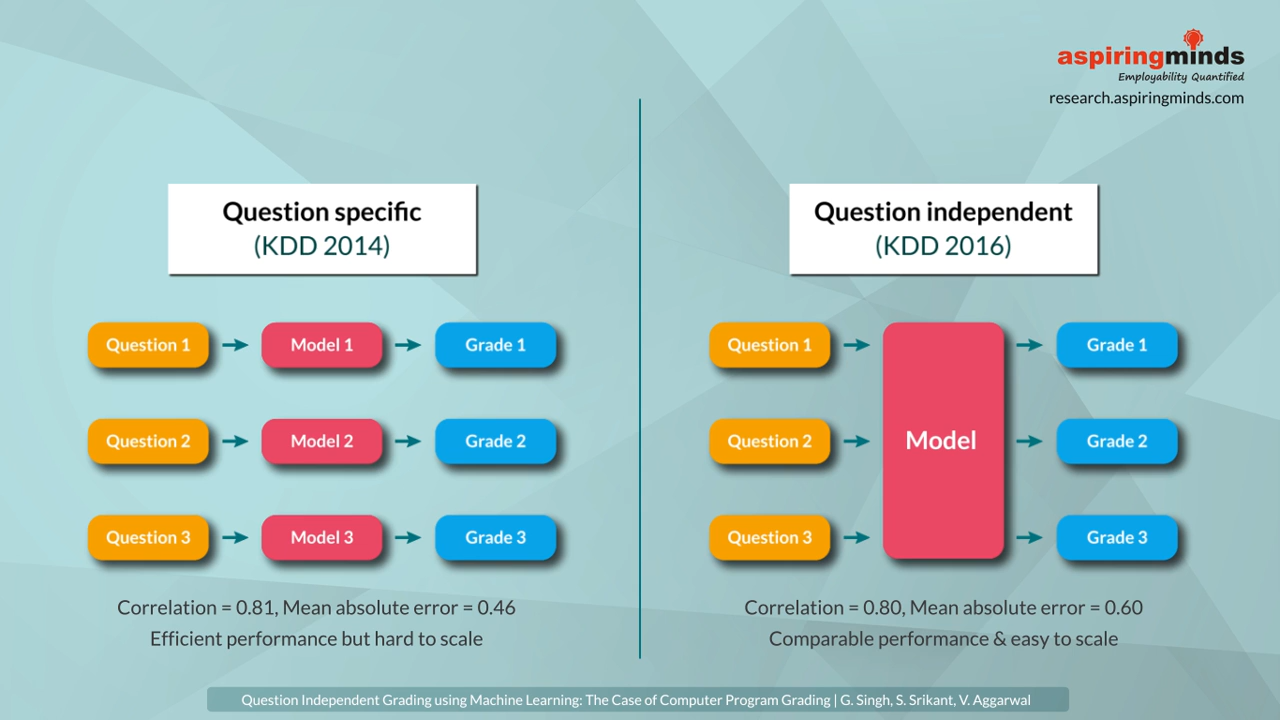 aspiringminds
Employability Quantified
research.aspiringminds.com
Question specific
(KDD 2014)
Question 1
Model 1
Grade 1
Question 2
Model 2
Grade 2
Question 3
Model 3
Grade 3
Correlation = 0.81, Mean absolute error = 0.46
Efficient performance but hard to scale
Question independent
(KDD 2016)
Question 1
Question 2
Question 3
Model
Grade 1
Grade 2
Grade 3
Correlation = 0.80, Mean absolute error = 0.60
Comparable performance & easy to scale
Question Independent Grading using Machine Learning: The Case of Computer Program Grading | G. Singh, S. Srikant, V. Aggarwal